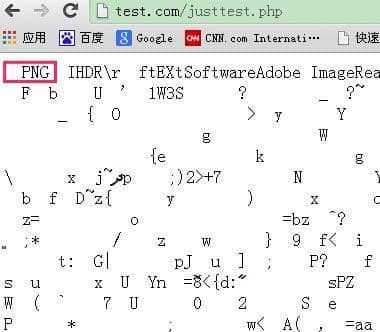 test.com/justtest.php
应用 百度 Google CNN.com Internati… 快速
PNG IHDR\r ftEXtSoftwareAdobe ImageRea
F b U ' 1W3S ? _ ?~
_ { O > y Y
g W
{e k g
\ x j~ p ;)2>+7 N Y
b f D~z{ y ) x c
z= o =bz ^?
;* / z w } 9 f< i
t: G| pJ u ] ; P? f
s u x U Yn =8<{d: sPZ
W ( ` 7 U 0 2 S e
P * ; w< A( , =aa